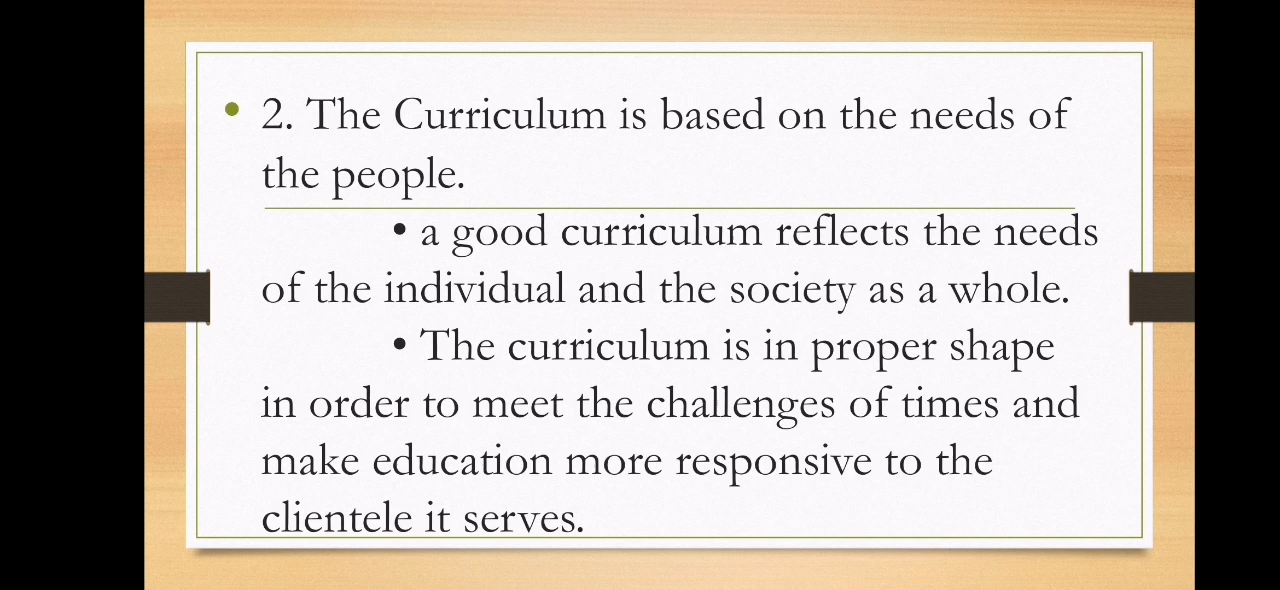 • 2. The Curriculum is based on the needs of
the people.
• a good curriculum reflects the needs
of the individual and the society as a whole.
• The curriculum is in proper shape
in order to meet the challenges of times and
make education more responsive to the
clientele it serves.